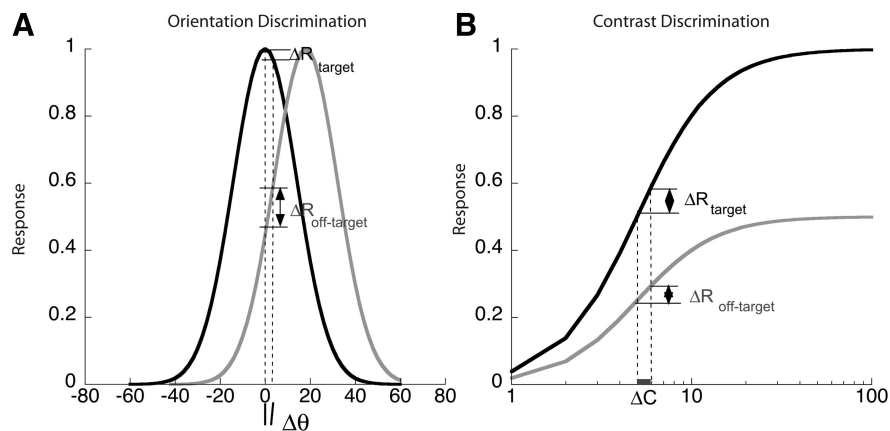 A
Orientation Discrimination
Response
1
0.8
0.6
0.4
0.2
0
-80
-60
-40
-20
0
20
40
60
80
ΔR target
ΔR off-target
Δθ
B
Contrast Discrimination
Response
1
0.8
0.6
0.4
0.2
0
1
10
100
ΔR target
ΔR off-target
ΔC